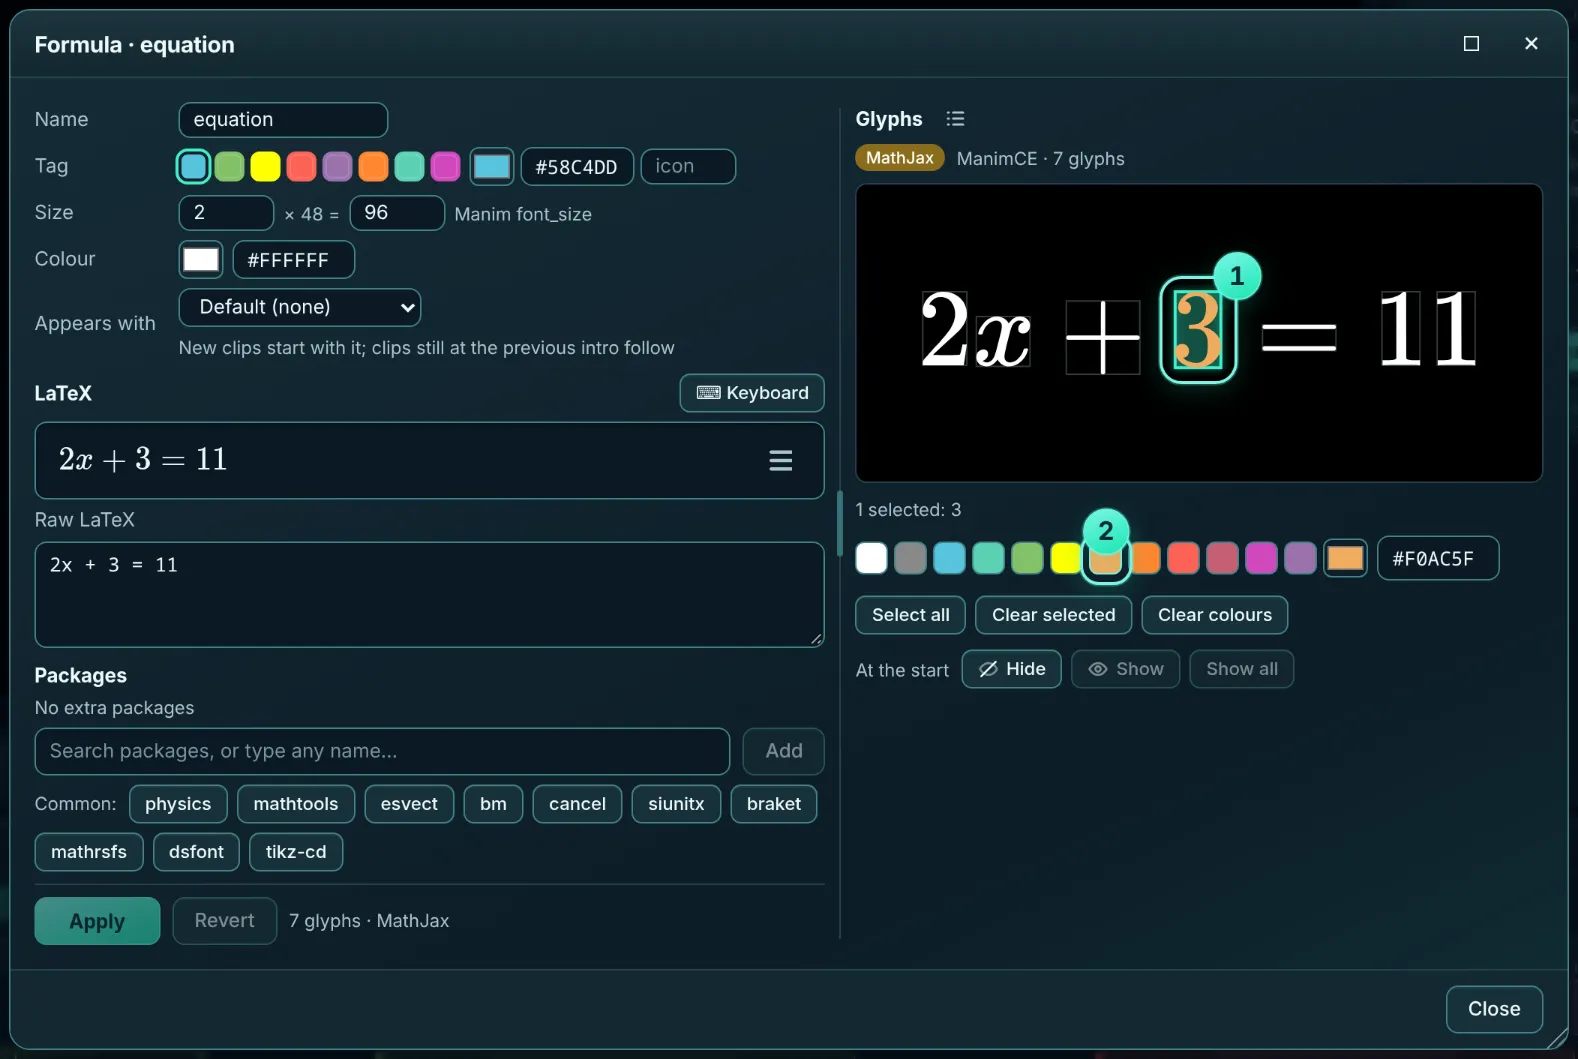 Formula · equation
Name
equation
Tag
#58C4DD
icon
Size
2
× 48 =
96
Manim font_size
Colour
#FFFFFF
Appears with
Default (none)
New clips start with it; clips still at the previous intro follow
LaTeX
Keyboard
2x + 3 = 11
Raw LaTeX
2x + 3 = 11
Packages
No extra packages
Search packages, or type any name...
Add
Common:
physics
mathtools
esvect
bm
cancel
siunitx
braket
mathrsfs
dsfont
tikz-cd
Apply
Revert
7 glyphs · MathJax
Glyphs
MathJax
ManimCE · 7 glyphs
1
2x + 3 = 11
1 selected: 3
2
#F0AC5F
Select all
Clear selected
Clear colours
At the start
Hide
Show
Show all
Close